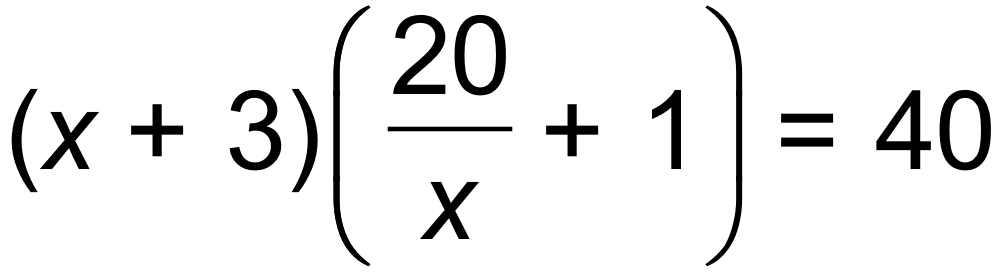 (x + 3)(20/x + 1) = 40